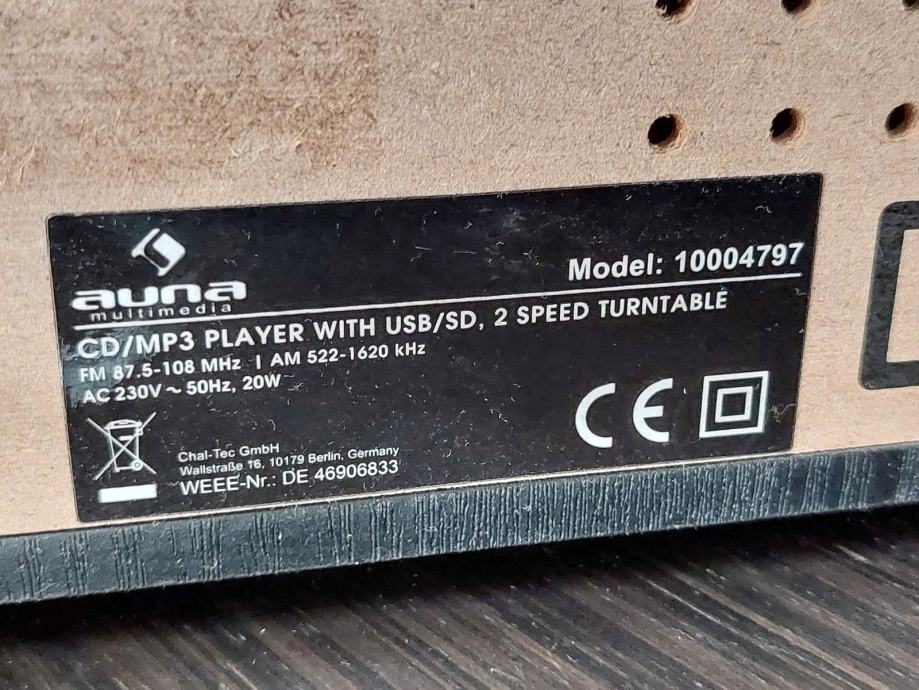 auna
multimedia
Model: 10004797
CD/MP3 PLAYER WITH USB/SD, 2 SPEED TURNTABLE
FM 87.5-108 MHz | AM 522-1620 kHz
AC 230V ~ 50Hz, 20W
Chal-Tec GmbH
Wallstraße 16, 10179 Berlin, Germany
WEEE-Nr.: DE 46906833
CE